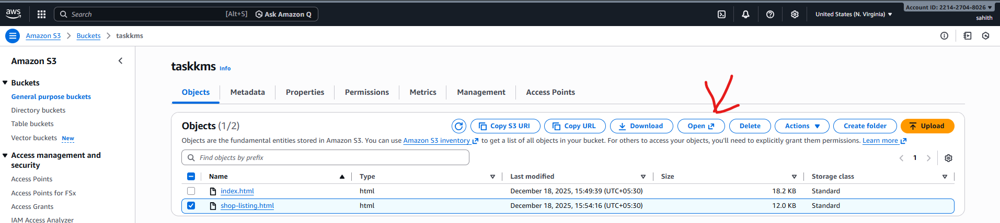 aws
Search [Alt+S] Ask Amazon Q
United States (N. Virginia)
Account ID: 2214-2704-8026
sahith
Amazon S3 Buckets taskkms
Amazon S3
Buckets
General purpose buckets
Directory buckets
Table buckets
Vector buckets New
Access management and
security
Access Points
Access Points for FSx
Access Grants
IAM Access Analyzer
taskkms Info
Objects Metadata Properties Permissions Metrics Management Access Points
Objects (1/2)
Copy S3 URI Copy URL Download Open Delete Actions Create folder Upload
Objects are the fundamental entities stored in Amazon S3. You can use Amazon S3 inventory to get a list of all objects in your bucket. For others to access your objects, you'll need to explicitly grant them permissions. Learn more
Find objects by prefix
1
Name Type Last modified Size Storage class
index.html html December 18, 2025, 15:49:39 (UTC+05:30) 18.2 KB Standard
shop-listing.html html December 18, 2025, 15:54:16 (UTC+05:30) 12.0 KB Standard